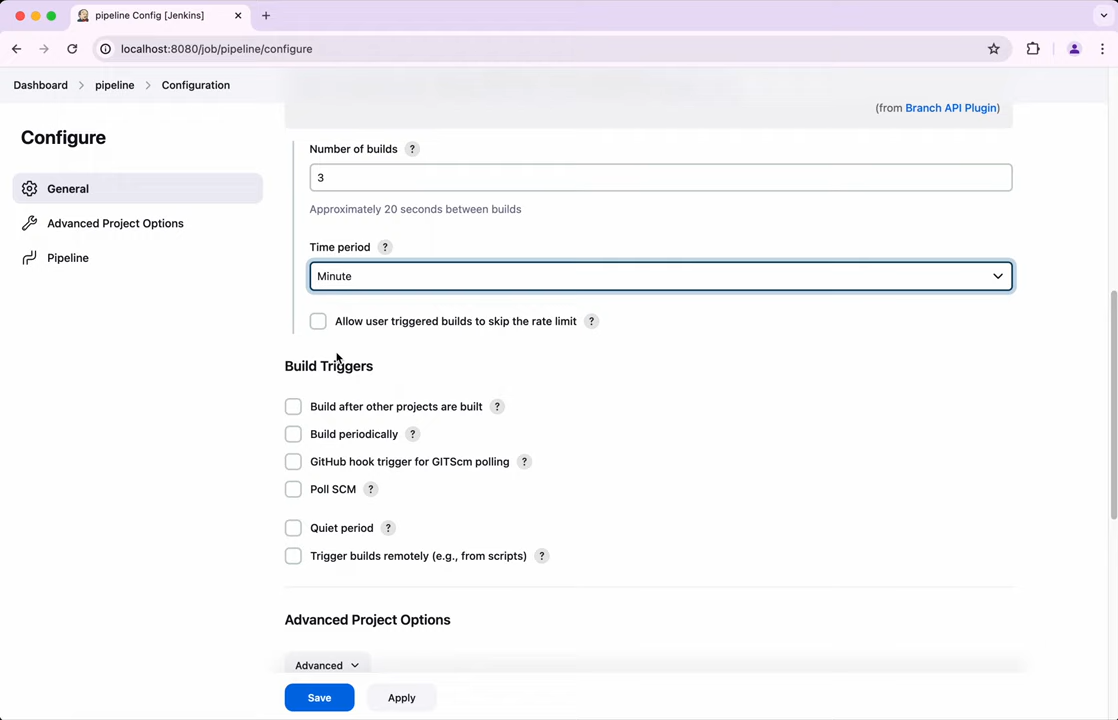 pipeline Config [Jenkins]
localhost:8080/job/pipeline/configure
Dashboard > pipeline > Configuration
Configure
General
Advanced Project Options
Pipeline
(from Branch API Plugin)
Number of builds ?
3
Approximately 20 seconds between builds
Time period ?
Minute
Allow user triggered builds to skip the rate limit ?
Build Triggers
Build after other projects are built ?
Build periodically ?
GitHub hook trigger for GITScm polling ?
Poll SCM ?
Quiet period ?
Trigger builds remotely (e.g., from scripts) ?
Advanced Project Options
Advanced
Save
Apply